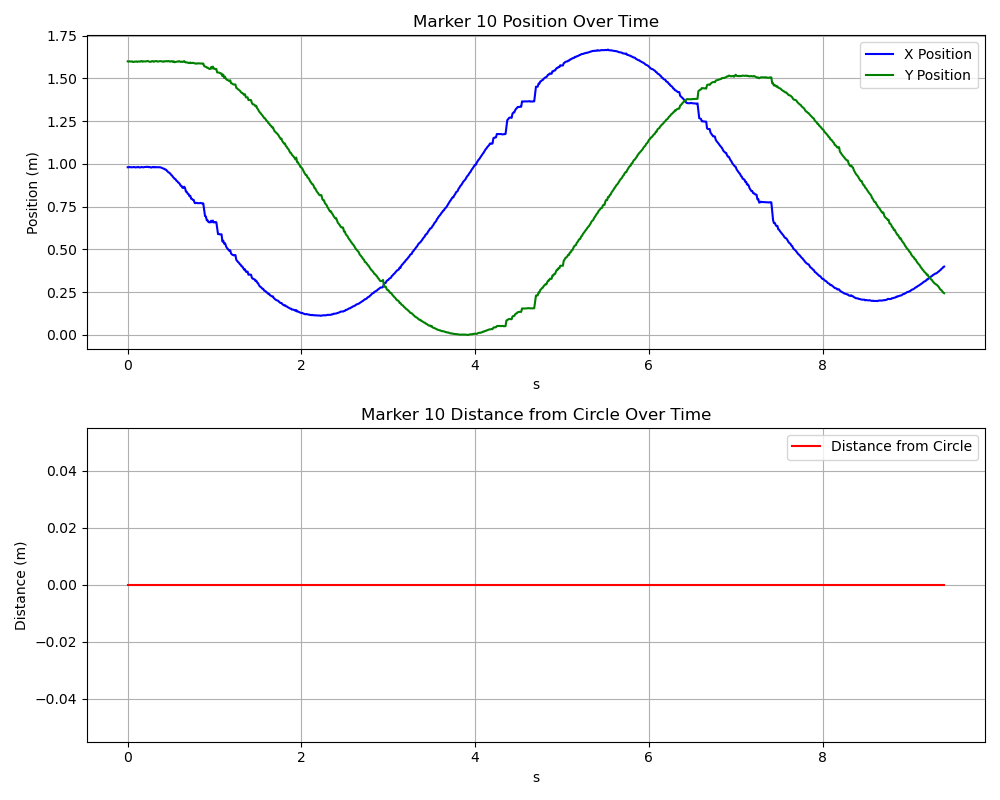 Marker 10 Position Over Time
1.75
1.50
1.25
1.00
0.75
0.50
0.25
0.00
Position (m)
X Position
Y Position
0 2 4 6 8
s
Marker 10 Distance from Circle Over Time
0.04
0.02
0.00
−0.02
−0.04
Distance (m)
Distance from Circle
0 2 4 6 8
s